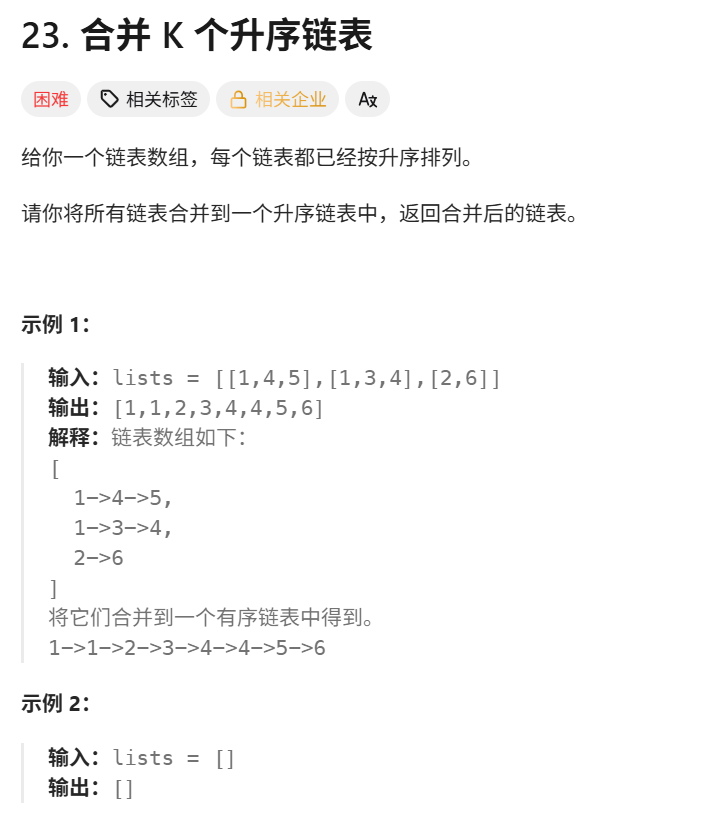 23. 合并 K 个升序链表
困难 相关标签 相关企业 A文
给你一个链表数组，每个链表都已经按升序排列。
请你将所有链表合并到一个升序链表中，返回合并后的链表。
示例 1：
输入：lists = [[1,4,5],[1,3,4],[2,6]]
输出：[1,1,2,3,4,4,5,6]
解释：链表数组如下：
[
  1->4->5,
  1->3->4,
  2->6
]
将它们合并到一个有序链表中得到。
1->1->2->3->4->4->5->6
示例 2：
输入：lists = []
输出：[]